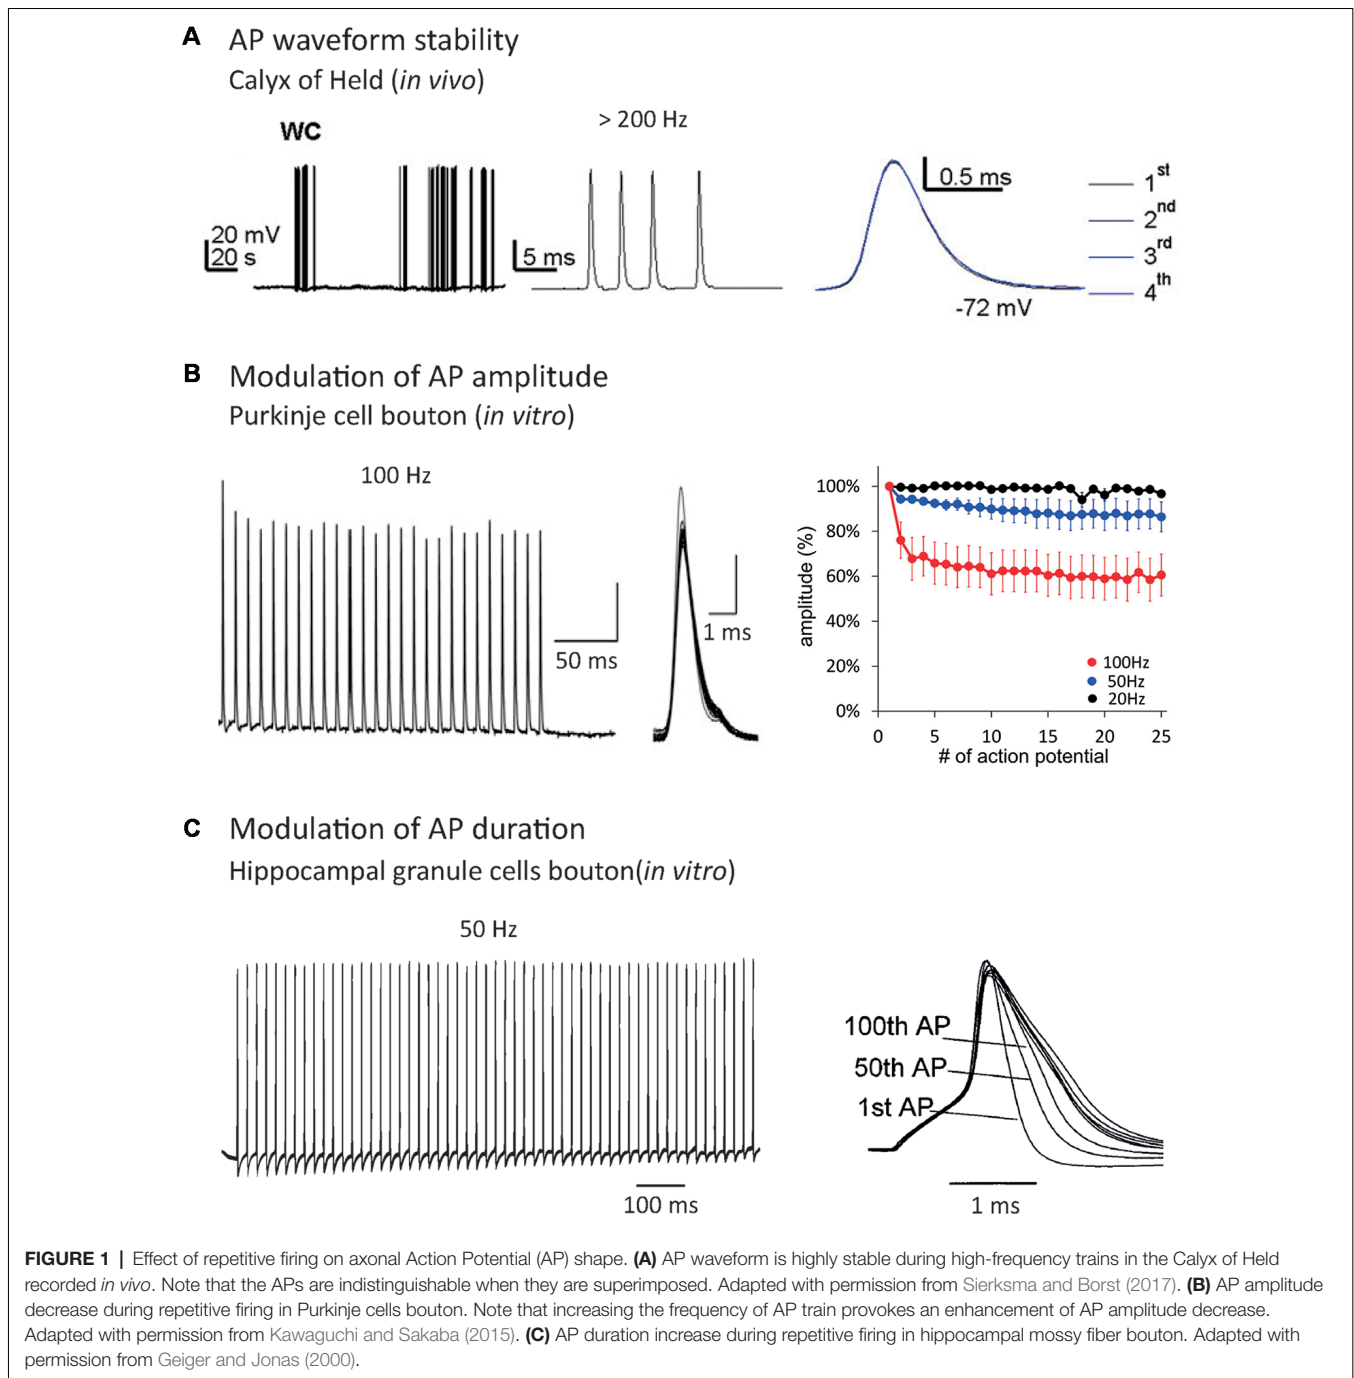 A AP waveform stability
Calyx of Held (in vivo)
WC
> 200 Hz
20 mV
20 s
5 ms
0.5 ms
-72 mV
1st
2nd
3rd
4th
B Modulation of AP amplitude
Purkinje cell bouton (in vitro)
100 Hz
50 ms
1 ms
amplitude (%)
100%
80%
60%
40%
20%
0%
100Hz
50Hz
20Hz
0 5 10 15 20 25
# of action potential
C Modulation of AP duration
Hippocampal granule cells bouton(in vitro)
50 Hz
100 ms
100th AP
50th AP
1st AP
1 ms
FIGURE 1 | Effect of repetitive firing on axonal Action Potential (AP) shape. (A) AP waveform is highly stable during high-frequency trains in the Calyx of Held
recorded in vivo. Note that the APs are indistinguishable when they are superimposed. Adapted with permission from Sierksma and Borst (2017). (B) AP amplitude
decrease during repetitive firing in Purkinje cells bouton. Note that increasing the frequency of AP train provokes an enhancement of AP amplitude decrease.
Adapted with permission from Kawaguchi and Sakaba (2015). (C) AP duration increase during repetitive firing in hippocampal mossy fiber bouton. Adapted with
permission from Geiger and Jonas (2000).